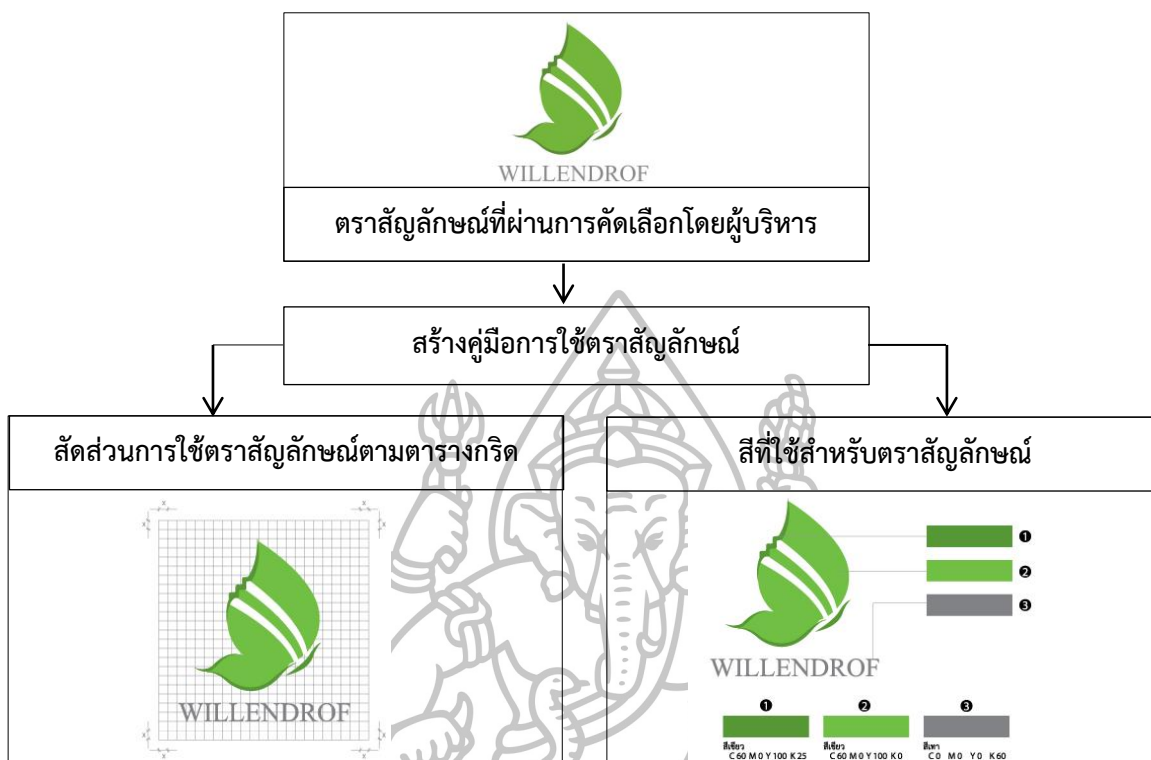 WILLENDROF
ตราสัญลักษณ์ที่ผ่านการคัดเลือกโดยผู้บริหาร
สร้างคู่มือการใช้ตราสัญลักษณ์
สัดส่วนการใช้ตราสัญลักษณ์ตามตารางกริด
สีที่ใช้สำหรับตราสัญลักษณ์
x x
x x
WILLENDROF
x x
x x
1
2
3
WILLENDROF
1 2 3
สีเขียว สีเขียว สีเทา
C 60 M 0 Y 100 K 25 C 60 M 0 Y 100 K 0 C 0 M 0 Y 0 K 60